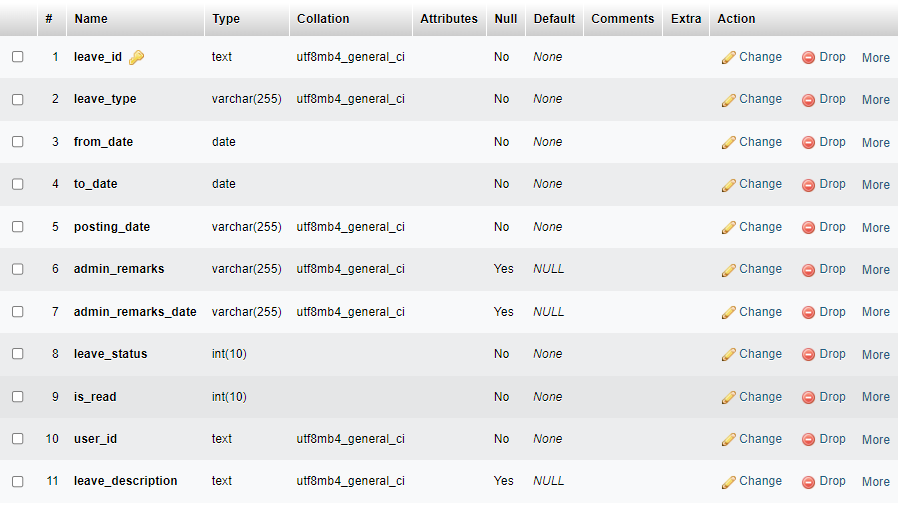 # Name Type Collation Attributes Null Default Comments Extra Action
1 leave_id text utf8mb4_general_ci No None Change Drop More
2 leave_type varchar(255) utf8mb4_general_ci No None Change Drop More
3 from_date date No None Change Drop More
4 to_date date No None Change Drop More
5 posting_date varchar(255) utf8mb4_general_ci No None Change Drop More
6 admin_remarks varchar(255) utf8mb4_general_ci Yes NULL Change Drop More
7 admin_remarks_date varchar(255) utf8mb4_general_ci Yes NULL Change Drop More
8 leave_status int(10) No None Change Drop More
9 is_read int(10) No None Change Drop More
10 user_id text utf8mb4_general_ci No None Change Drop More
11 leave_description text utf8mb4_general_ci Yes NULL Change Drop More